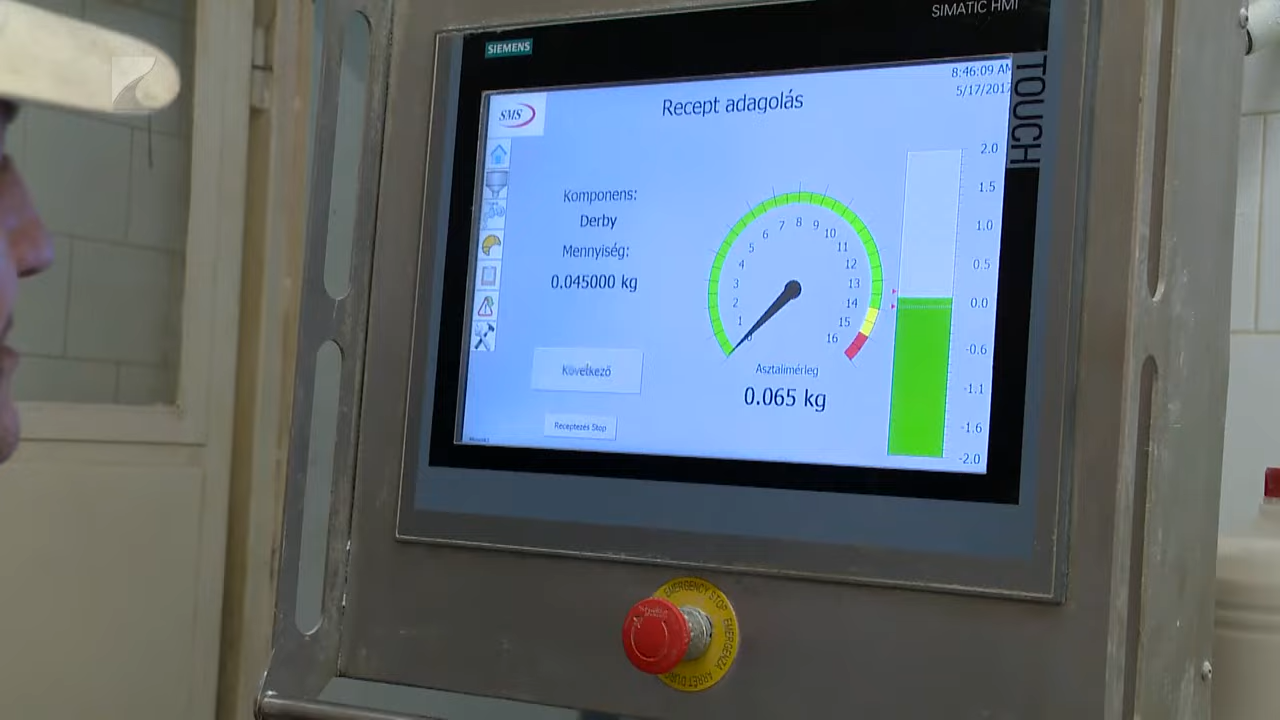 SIMATIC HMI
SIEMENS
TOUCH
SMS
Recept adagolás
8:46:09 AM
5/17/2017
Komponens:
Derby
Mennyiség:
0.045000 kg
Következő
Receptezés Stop
0
1
2
3
4
5
6
7
8
9
10
11
12
13
14
15
16
Asztalimérleg
0.065 kg
2.0
1.5
1.0
0.5
0.0
-0.6
-1.1
-1.6
-2.0
EMERGENCY STOP EMERGENZA